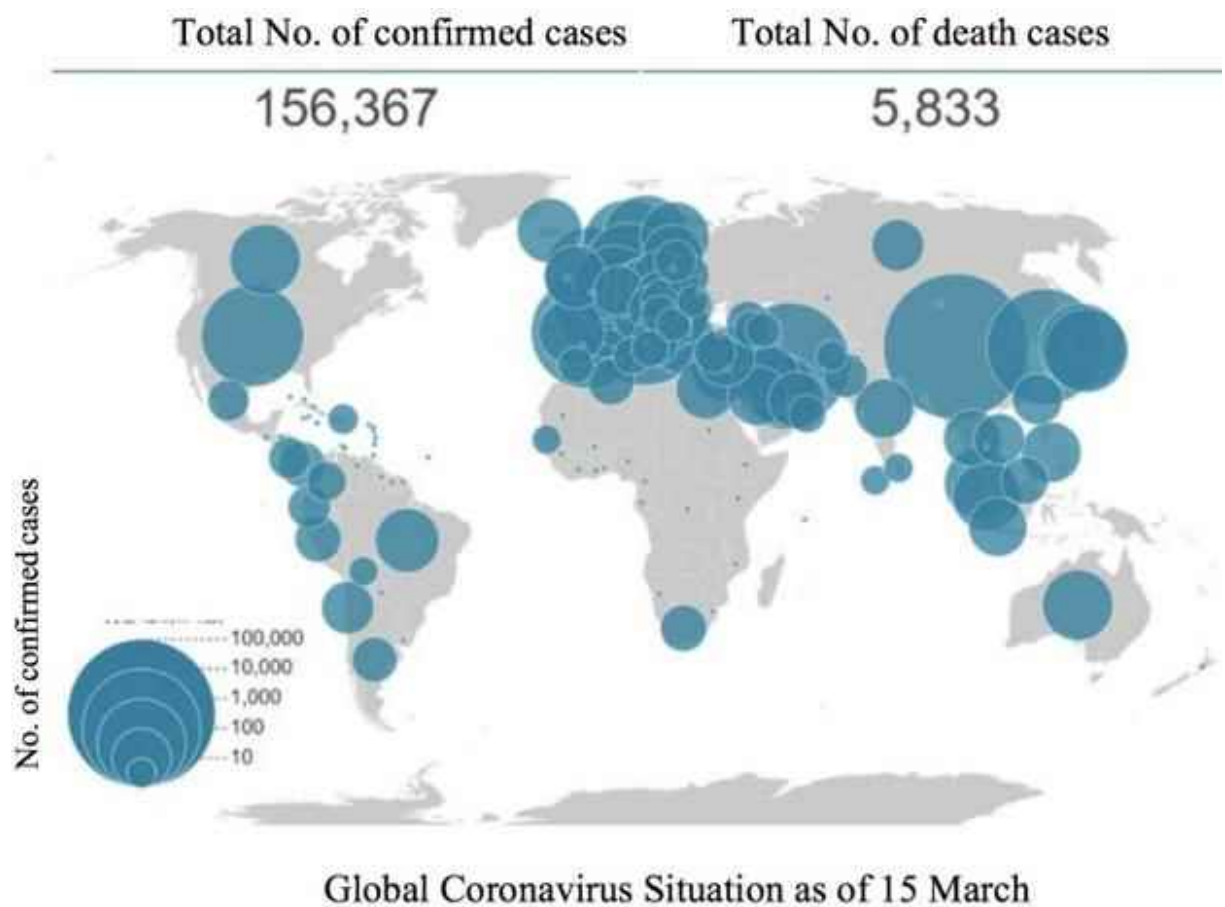 Total No. of confirmed cases Total No. of death cases
156,367 5,833
No. of confirmed cases
100,000
10,000
1,000
100
10
Global Coronavirus Situation as of 15 March